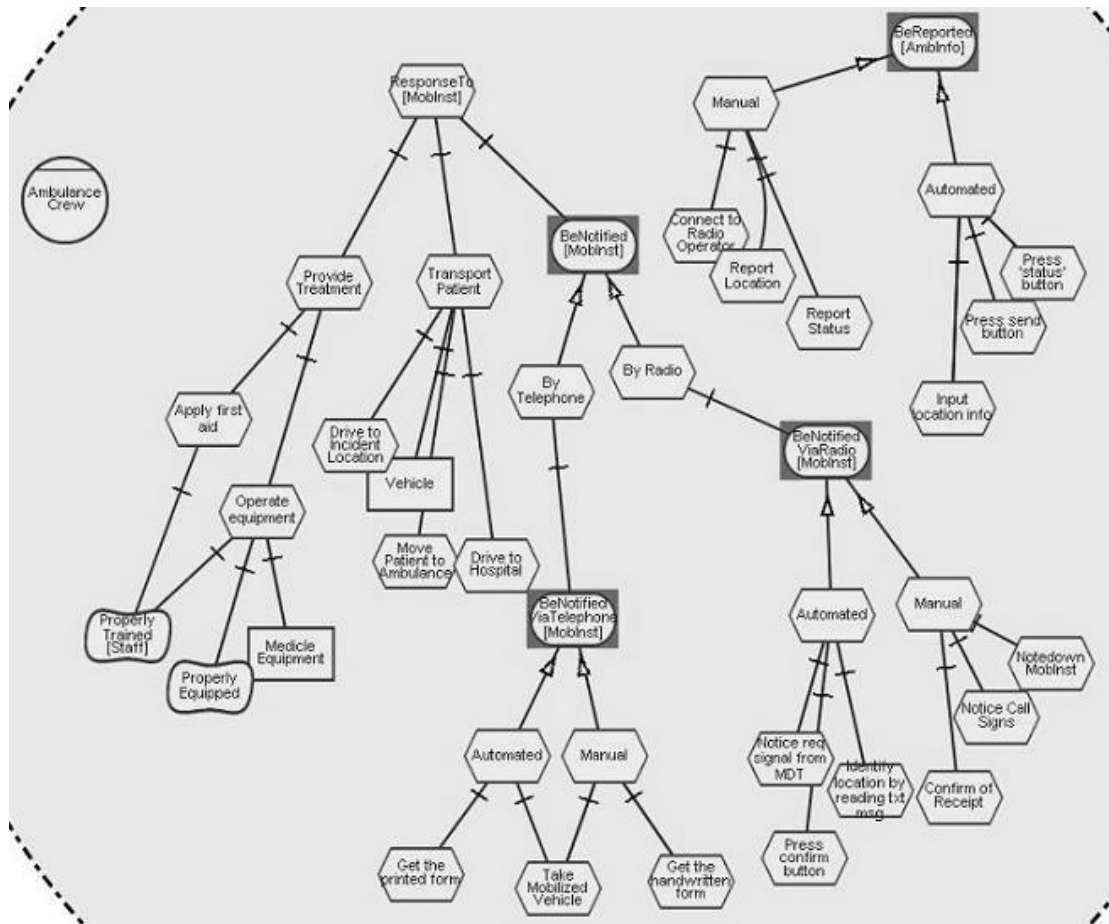 BeReported
[AmbInfo]
ResponseTo
[MobInst]
Manual
Ambulance
Crew
Automated
Connect to
Radio
Operator
BeNotified
[MobInst]
Report
Location
Press
'status'
button
Provide
Treatment
Transport
Patient
Report
Status
Press send
button
By
Telephone
By Radio
Apply first
aid
Input
location info
Drive to
Incident
Location
BeNotified
ViaRadio
[MobInst]
Vehicle
Operate
equipment
Move
Patient to
Ambulance
Drive to
Hospital
BeNotified
ViaTelephone
[MobInst]
Automated
Manual
Properly
Trained
[Staff]
Medicle
Equipment
Properly
Equipped
Notedown
MobInst
Notice Call
Signs
Automated
Manual
Notice req
signal from
MDT
Identify
location by
reading txt
msg
Confirm of
Receipt
Press
confirm
button
Get the
printed form
Take
Mobilized
Vehicle
Get the
handwritten
form